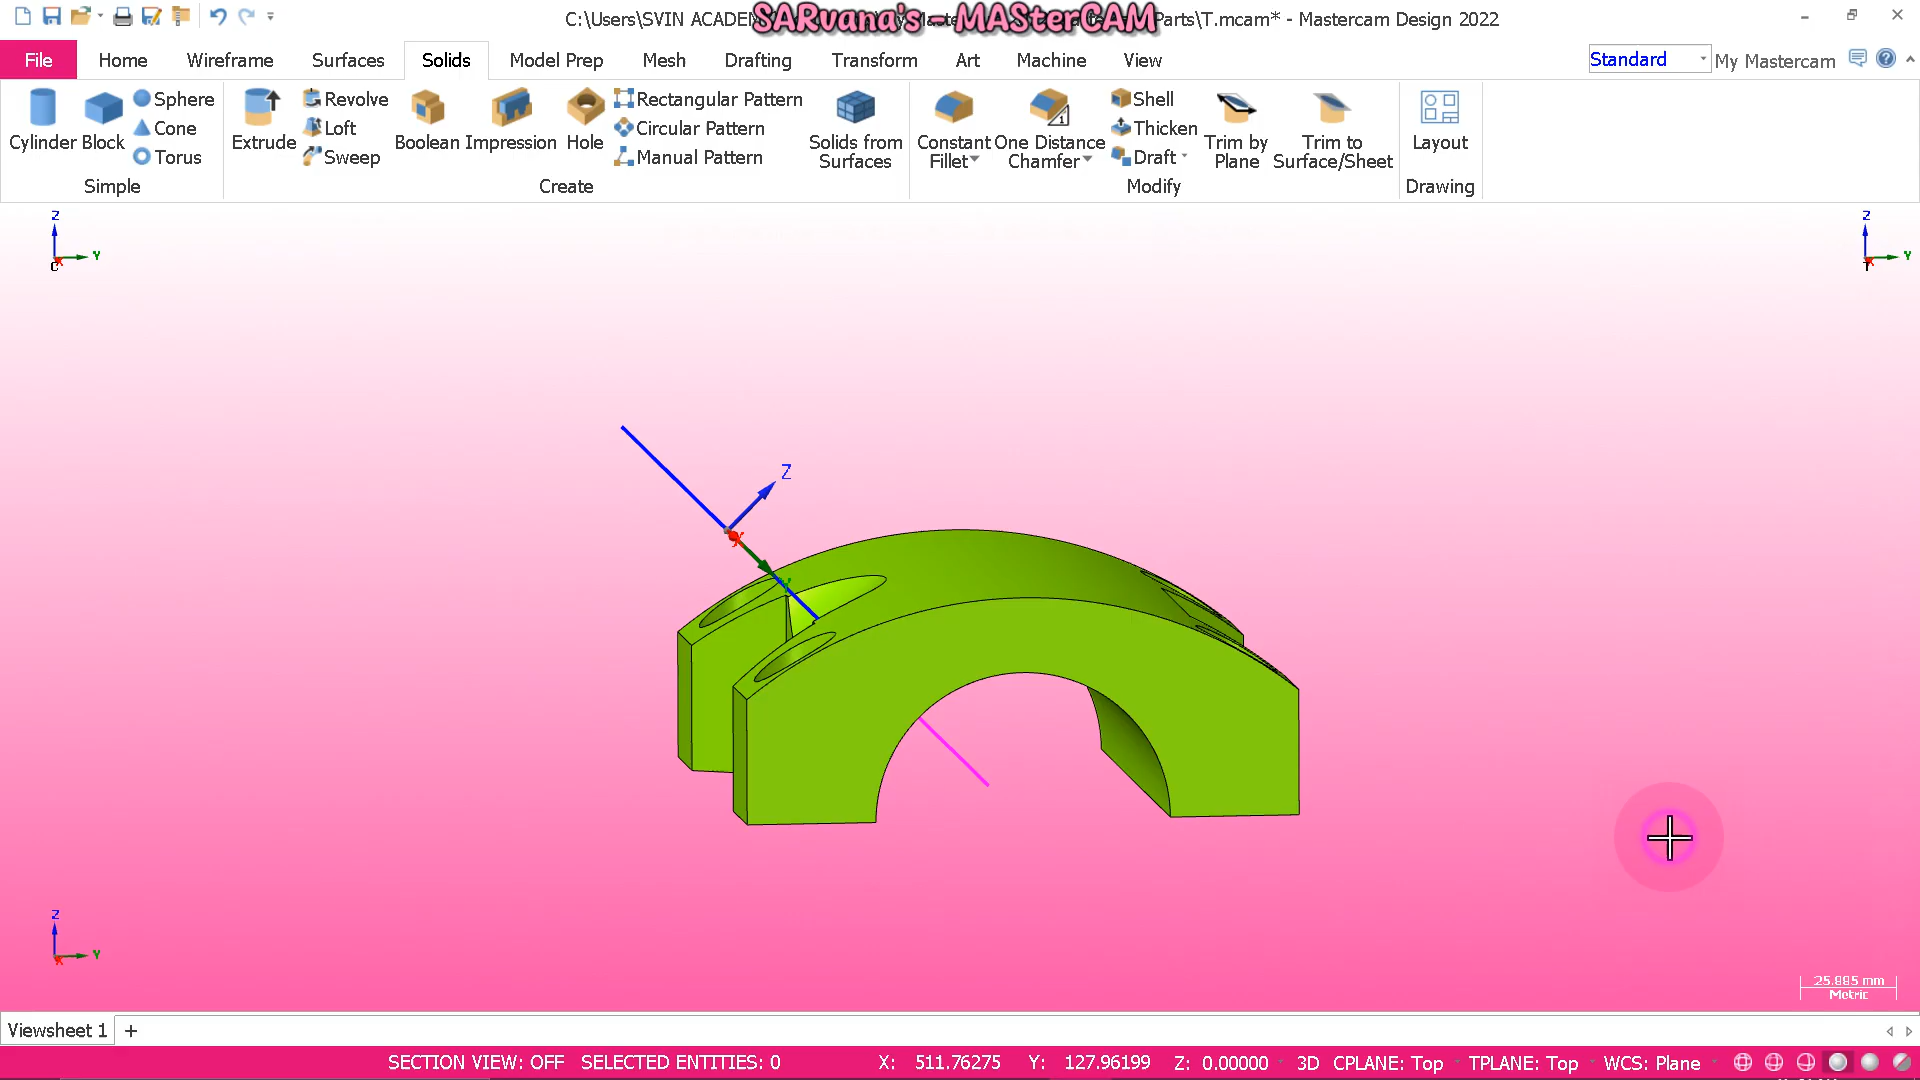 C:\Users\SVIN ACADEM Parts\T.mcam* - Mastercam Design 2022
SARvana's - MASterCAM
File Home Wireframe Surfaces Solids Model Prep Mesh Drafting Transform Art Machine View Standard My Mastercam
Cylinder Block Sphere Cone Torus
Simple
Extrude Revolve Loft Sweep Boolean Impression Hole Rectangular Pattern Circular Pattern Manual Pattern Solids from Surfaces
Create
Constant Fillet One Distance Chamfer Shell Thicken Draft Trim by Plane Trim to Surface/Sheet
Modify
Layout
Drawing
Z
Y
X
C
Z
Y
X
T
Z
X
Y
Z
Y
X
25.885 mm
Metric
Viewsheet 1 +
SECTION VIEW: OFF SELECTED ENTITIES: 0 X: 511.76275 Y: 127.96199 Z: 0.00000 3D CPLANE: Top TPLANE: Top WCS: Plane